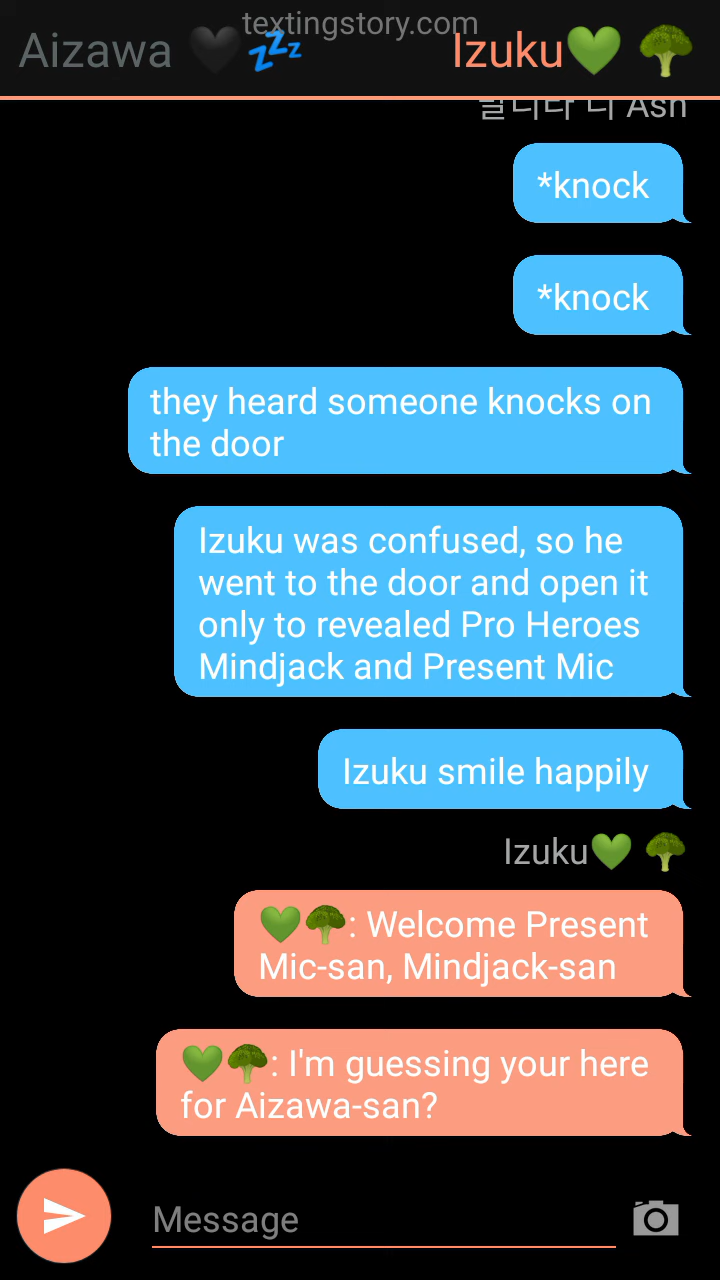 textingstory.com
Aizawa 🖤💤 Izuku💚🥦
Ash
*knock
*knock
they heard someone knocks on
the door
Izuku was confused, so he
went to the door and open it
only to revealed Pro Heroes
Mindjack and Present Mic
Izuku smile happily
Izuku💚🥦
💚🥦: Welcome Present
Mic-san, Mindjack-san
💚🥦: I'm guessing your here
for Aizawa-san?
Message